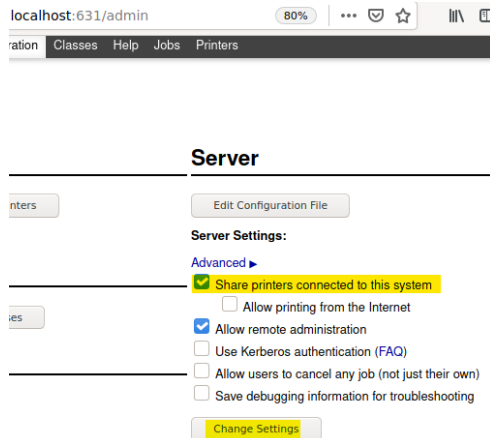 localhost:631/admin 80%
ration Classes Help Jobs Printers
Server
nters Edit Configuration File
Server Settings:
Advanced ▸
Share printers connected to this system
Allow printing from the Internet
ses Allow remote administration
Use Kerberos authentication (FAQ)
Allow users to cancel any job (not just their own)
Save debugging information for troubleshooting
Change Settings